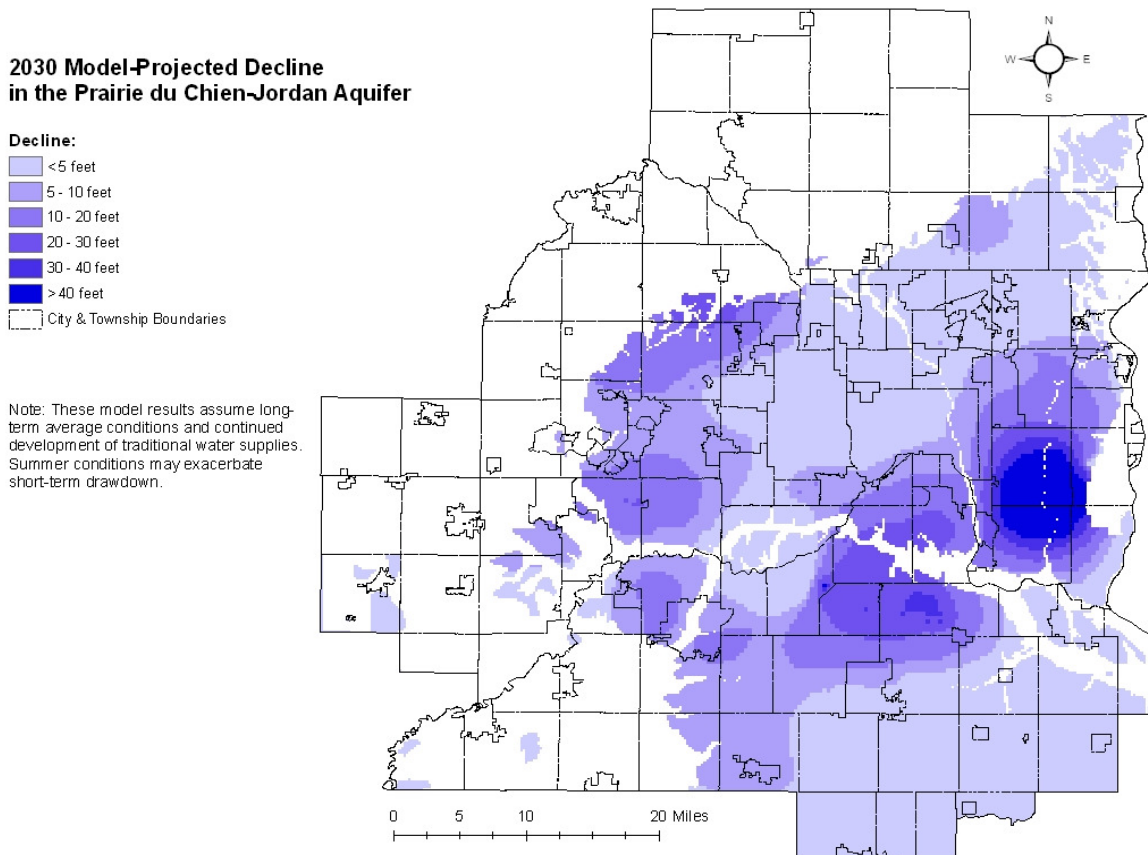 2030 Model-Projected Decline
in the Prairie du Chien-Jordan Aquifer
Decline:
<5 feet
5 - 10 feet
10 - 20 feet
20 - 30 feet
30 - 40 feet
>40 feet
City & Township Boundaries
Note: These model results assume long-
term average conditions and continued
development of traditional water supplies.
Summer conditions may exacerbate
short-term drawdown.
N
W E
S
0 5 10 20 Miles